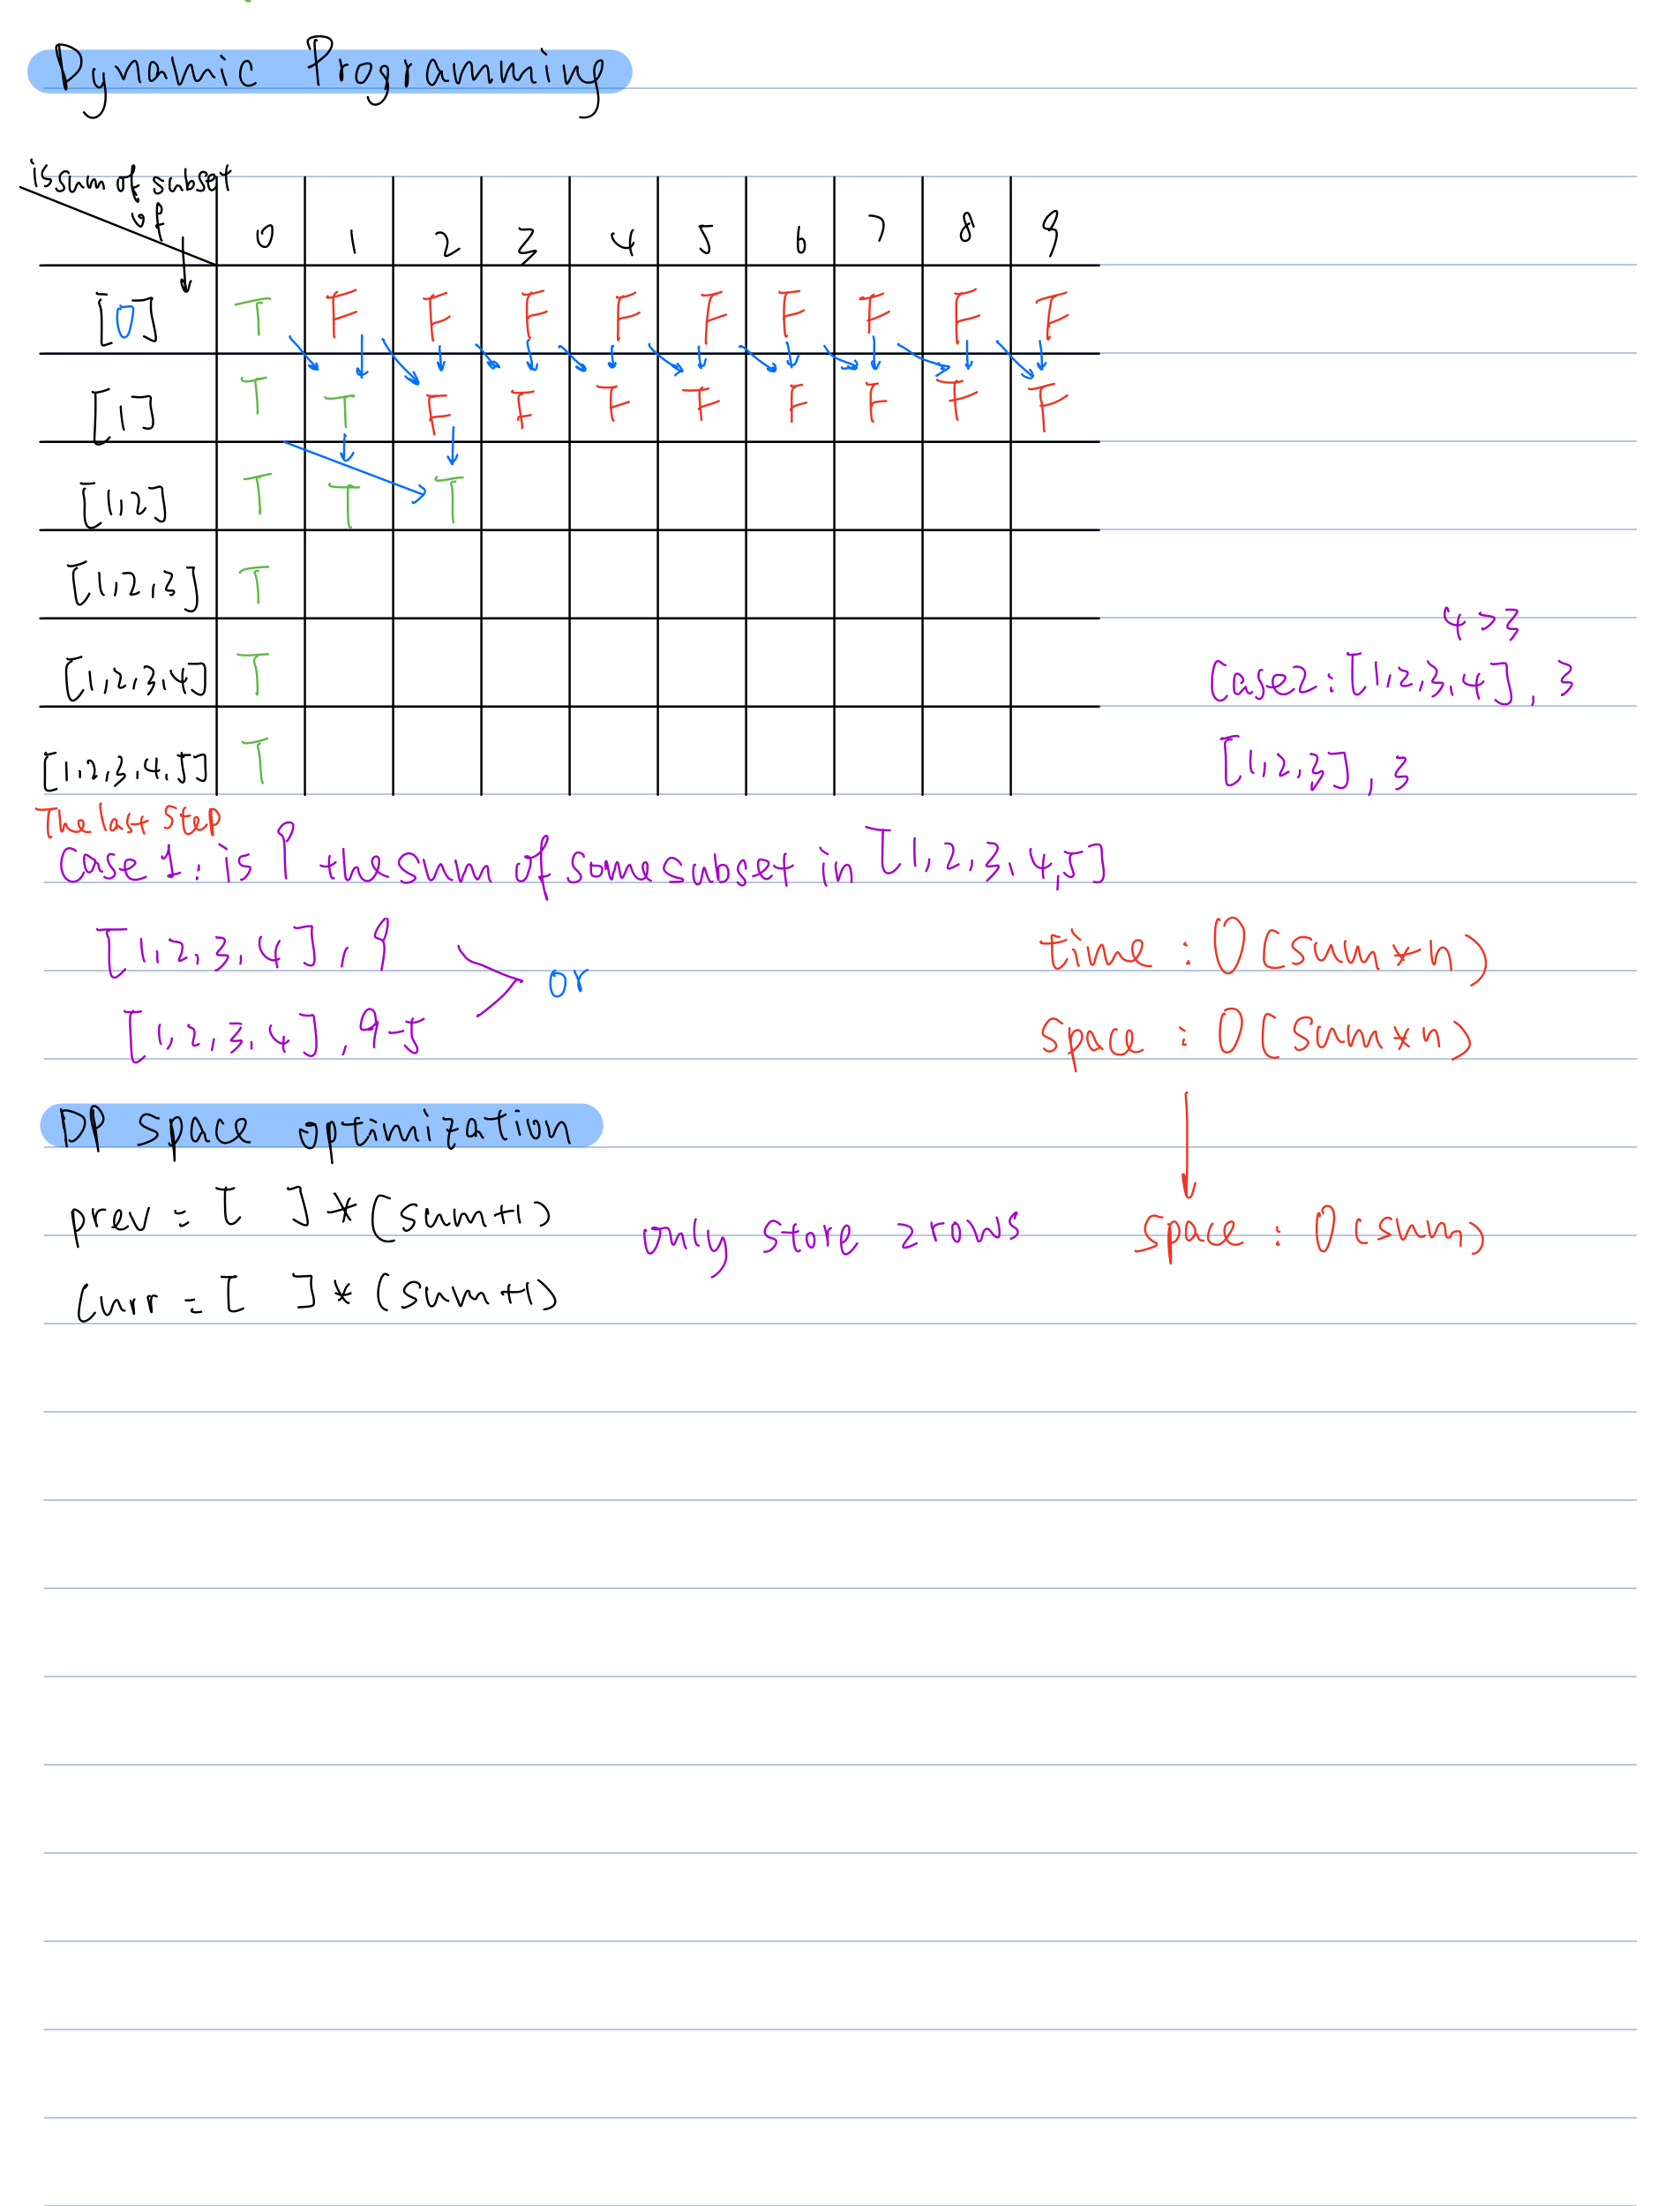 Dynamic Programming
is sum of subset
of
0 1 2 3 4 5 6 7 8 9
[0] T F F F F F F F F F
[1] T T F F F F F F F F
[1,2] T T T
[1,2,3] T
[1,2,3,4] T
[1,2,3,4,5] T
4>3
Case2: [1,2,3,4], 3
[1,2,3], 3
The last step
Case 1: is 9 the sum of some subset in [1,2,3,4,5]
[1,2,3,4], 9
or
[1,2,3,4], 9-5
time: O(sum*n)
space: O(sum*n)
DP space optimization
prev = [ ]*(sum+1)
curr = [ ]*(sum+1)
only store 2 rows
space: O(sum)